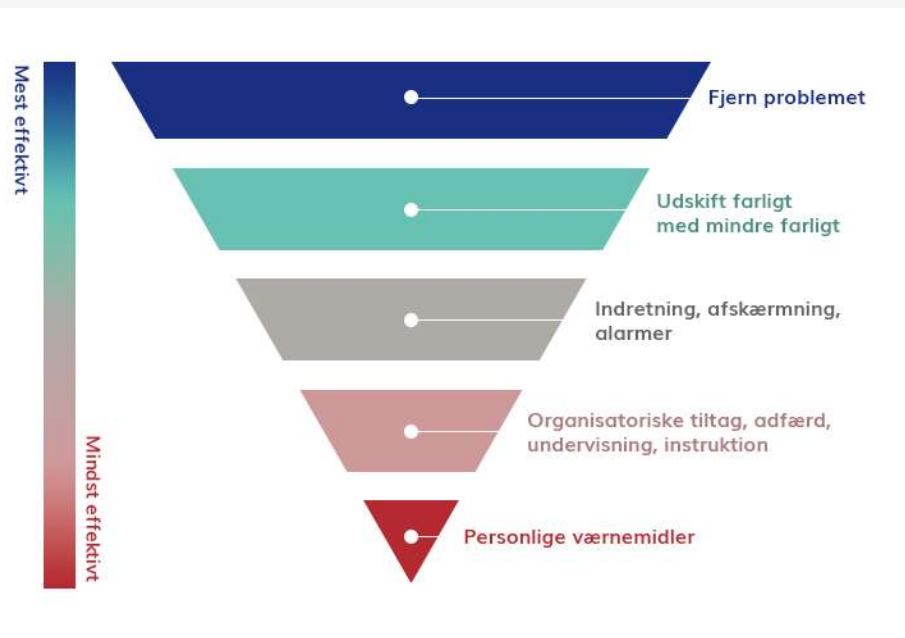 Mest effektivt
Fjern problemet
Udskift farligt
med mindre farligt
Indretning, afskærmning,
alarmer
Organisatoriske tiltag, adfærd,
undervisning, instruktion
Mindst effektivt
Personlige værnemidler